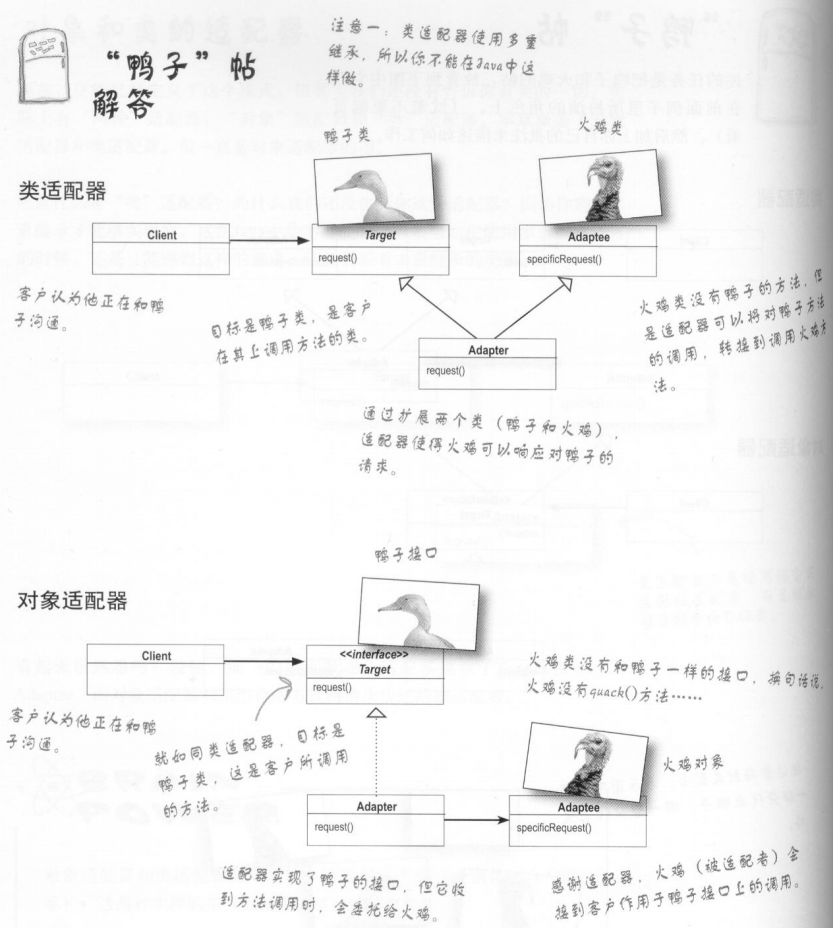 “鸭子”帖
解答
注意一：类适配器使用多重
继承，所以你不能在Java中这
样做。
鸭子类
火鸡类
类适配器
Client
Target
request()
Adaptee
specificRequest()
客户认为他正在和鸭
子沟通。
目标是鸭子类，是客户
在其上调用方法的类。
Adapter
request()
火鸡类没有鸭子的方法，但
是适配器可以将对鸭子方法
的调用，转接到调用火鸡方
法。
通过扩展两个类（鸭子和火鸡），
适配器使得火鸡可以响应对鸭子的
请求。
鸭子接口
对象适配器
Client
<<interface>>
Target
request()
火鸡类没有和鸭子一样的接口，换句话说，
火鸡没有quack()方法……
客户认为他正在和鸭
子沟通。
就如同类适配器，目标是
鸭子类，这是客户所调用
的方法。
火鸡对象
Adapter
request()
Adaptee
specificRequest()
适配器实现了鸭子的接口，但它收
到方法调用时，会委托给火鸡。
感谢适配器，火鸡（被适配者）会
接到客户作用于鸭子接口上的调用。